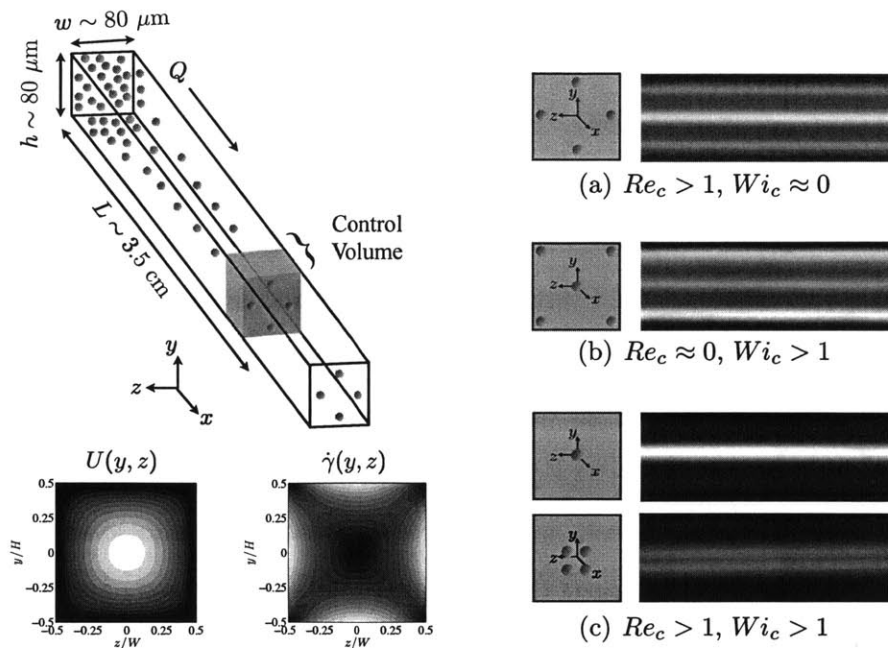 w ~ 80 μm
h ~ 80 μm
Q
L ~ 3.5 cm
Control
Volume
y
z
x
U(y, z)
0.5
0.25
0
−0.25
−0.5
−0.5 −0.25 0 0.25 0.5
y/H
z/W
γ̇(y, z)
0.5
0.25
0
−0.25
−0.5
−0.5 −0.25 0 0.25 0.5
y/H
z/W
y
z
x
(a) Re_c > 1, Wi_c ≈ 0
y
z
x
(b) Re_c ≈ 0, Wi_c > 1
y
z
x
y
z
x
(c) Re_c > 1, Wi_c > 1